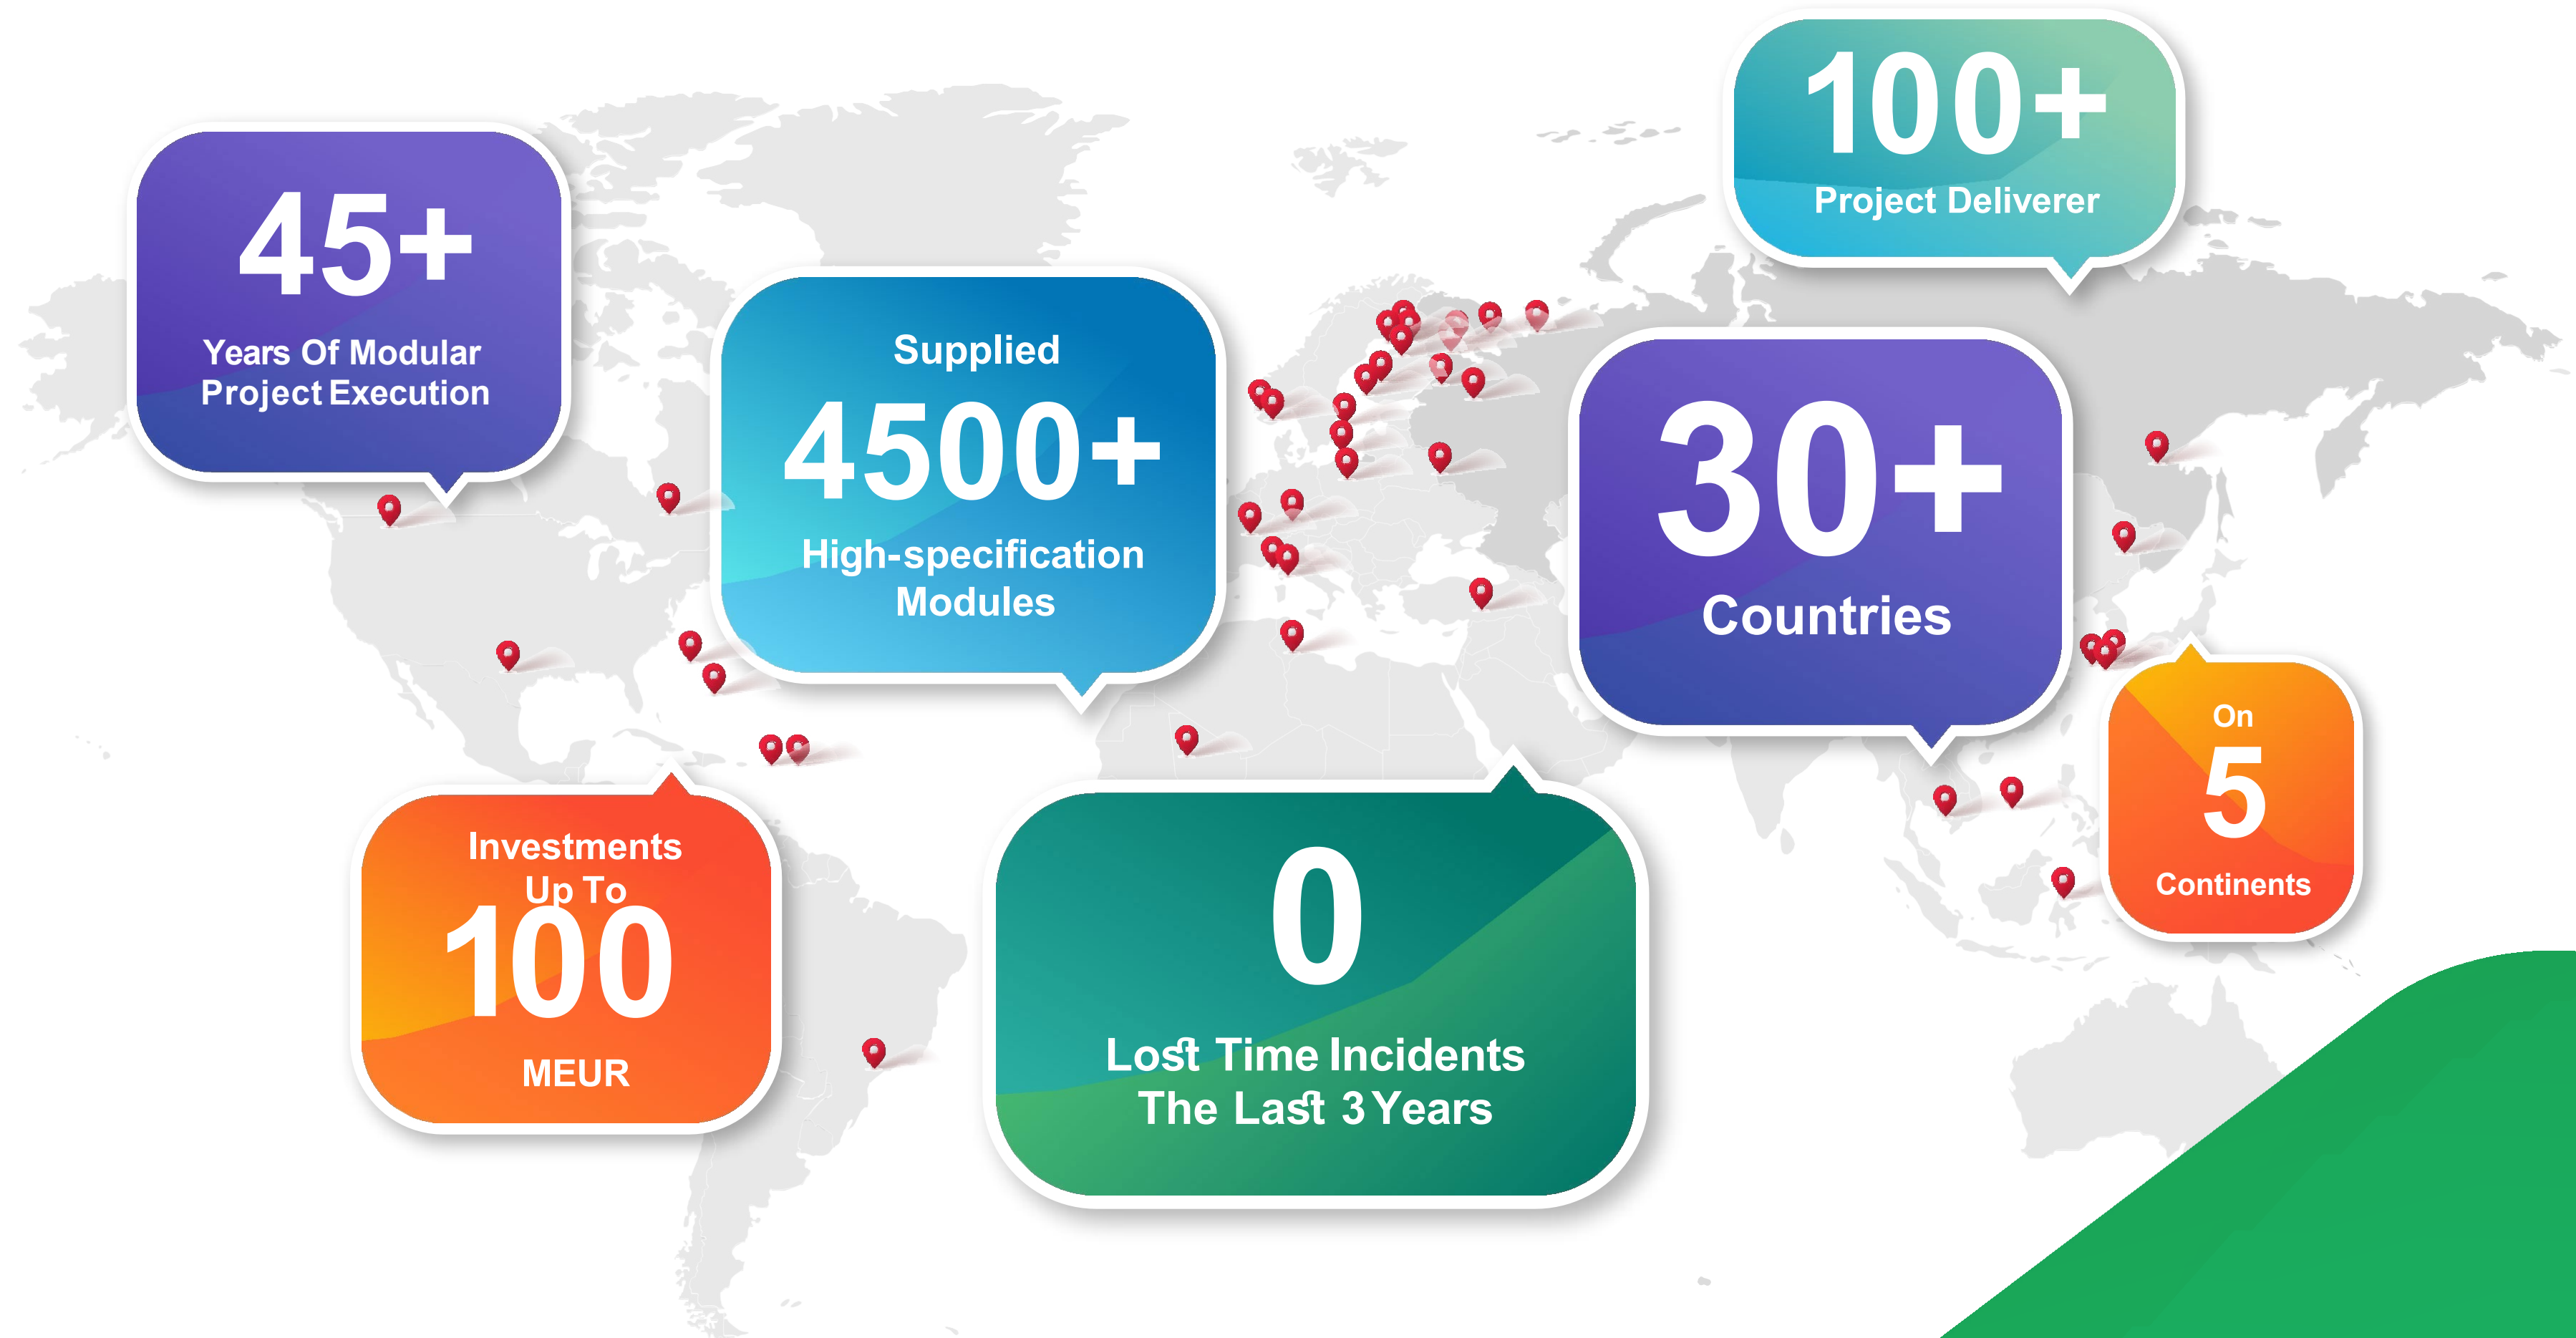 45+
Years Of Modular
Project Execution
Supplied
4500+
High-specification
Modules
100+
Project Deliverer
30+
Countries
On
5
Continents
Investments
Up To
100
MEUR
0
Lost Time Incidents
The Last 3 Years